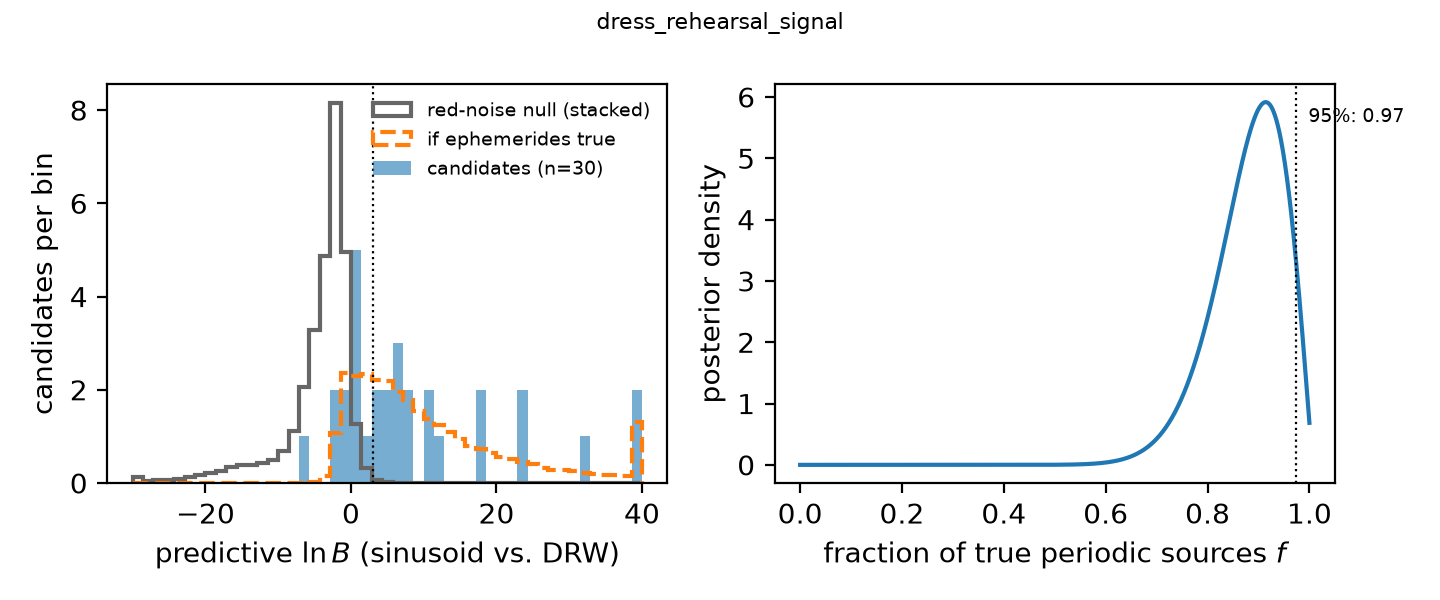 dress_rehearsal_signal
candidates per bin
8
6
4
2
0
−20
0
20
40
predictive ln B (sinusoid vs. DRW)
red-noise null (stacked)
if ephemerides true
candidates (n=30)
posterior density
6
5
4
3
2
1
0
0.0
0.2
0.4
0.6
0.8
1.0
fraction of true periodic sources f
95%: 0.97